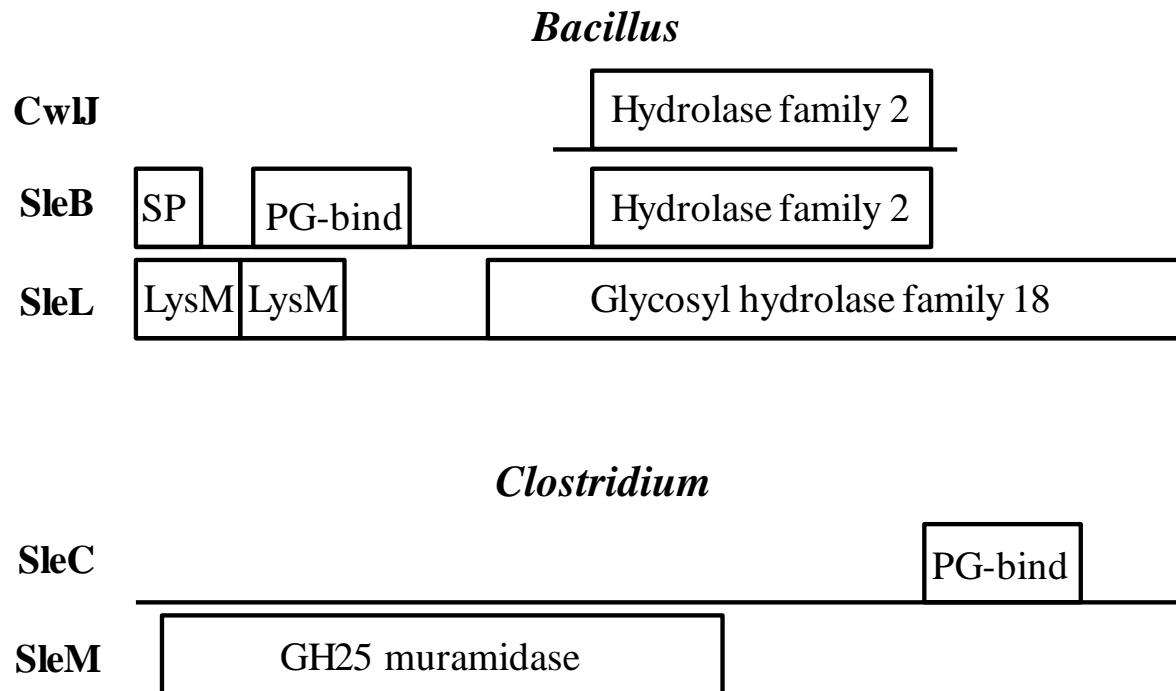 Bacillus
CwlJ Hydrolase family 2
SleB SP PG-bind Hydrolase family 2
SleL LysM LysM Glycosyl hydrolase family 18
Clostridium
SleC PG-bind
SleM GH25 muramidase